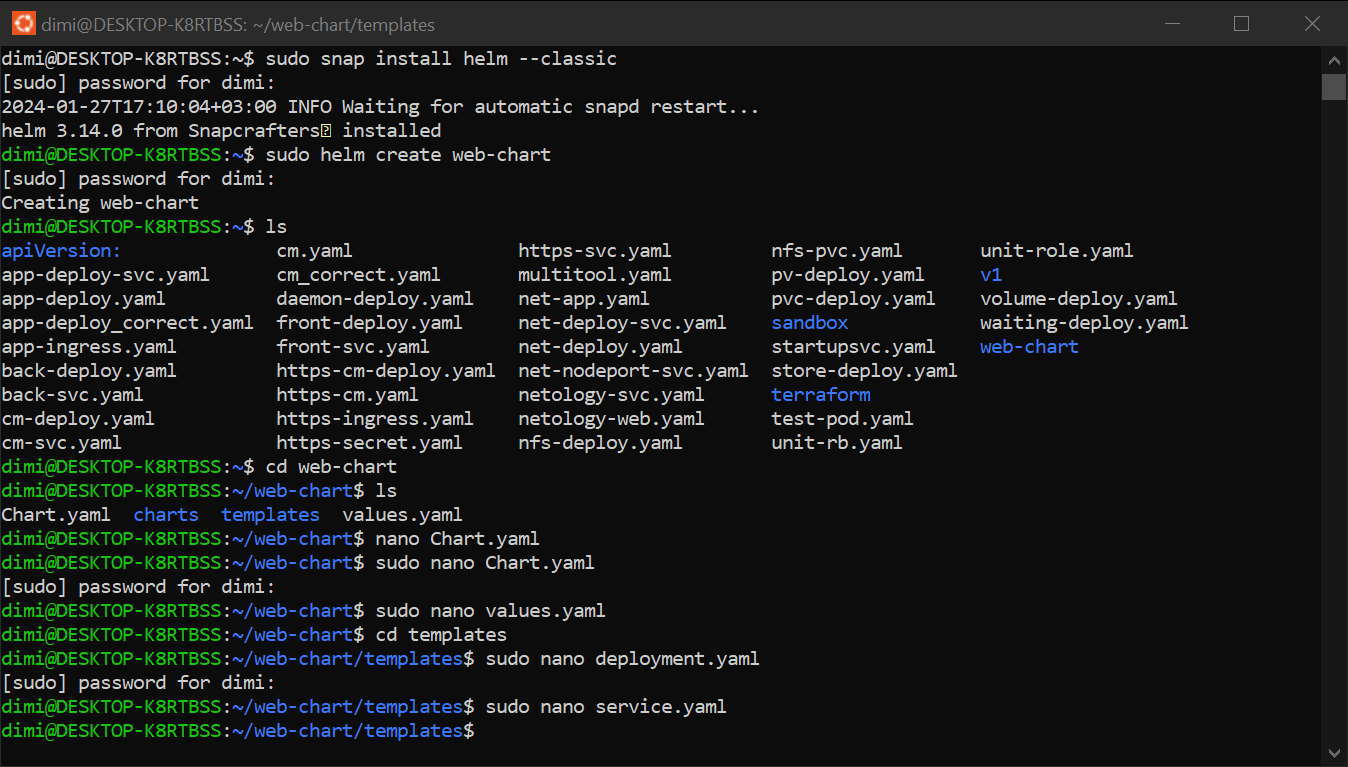 dimi@DESKTOP-K8RTBSS: ~/web-chart/templates
dimi@DESKTOP-K8RTBSS:~$ sudo snap install helm --classic
[sudo] password for dimi:
2024-01-27T17:10:04+03:00 INFO Waiting for automatic snapd restart...
helm 3.14.0 from Snapcrafters⍰ installed
dimi@DESKTOP-K8RTBSS:~$ sudo helm create web-chart
[sudo] password for dimi:
Creating web-chart
dimi@DESKTOP-K8RTBSS:~$ ls
apiVersion: cm.yaml https-svc.yaml nfs-pvc.yaml unit-role.yaml
app-deploy-svc.yaml cm_correct.yaml multitool.yaml pv-deploy.yaml v1
app-deploy.yaml daemon-deploy.yaml net-app.yaml pvc-deploy.yaml volume-deploy.yaml
app-deploy_correct.yaml front-deploy.yaml net-deploy-svc.yaml sandbox waiting-deploy.yaml
app-ingress.yaml front-svc.yaml net-deploy.yaml startupsvc.yaml web-chart
back-deploy.yaml https-cm-deploy.yaml net-nodeport-svc.yaml store-deploy.yaml
back-svc.yaml https-cm.yaml netology-svc.yaml terraform
cm-deploy.yaml https-ingress.yaml netology-web.yaml test-pod.yaml
cm-svc.yaml https-secret.yaml nfs-deploy.yaml unit-rb.yaml
dimi@DESKTOP-K8RTBSS:~$ cd web-chart
dimi@DESKTOP-K8RTBSS:~/web-chart$ ls
Chart.yaml charts templates values.yaml
dimi@DESKTOP-K8RTBSS:~/web-chart$ nano Chart.yaml
dimi@DESKTOP-K8RTBSS:~/web-chart$ sudo nano Chart.yaml
[sudo] password for dimi:
dimi@DESKTOP-K8RTBSS:~/web-chart$ sudo nano values.yaml
dimi@DESKTOP-K8RTBSS:~/web-chart$ cd templates
dimi@DESKTOP-K8RTBSS:~/web-chart/templates$ sudo nano deployment.yaml
[sudo] password for dimi:
dimi@DESKTOP-K8RTBSS:~/web-chart/templates$ sudo nano service.yaml
dimi@DESKTOP-K8RTBSS:~/web-chart/templates$